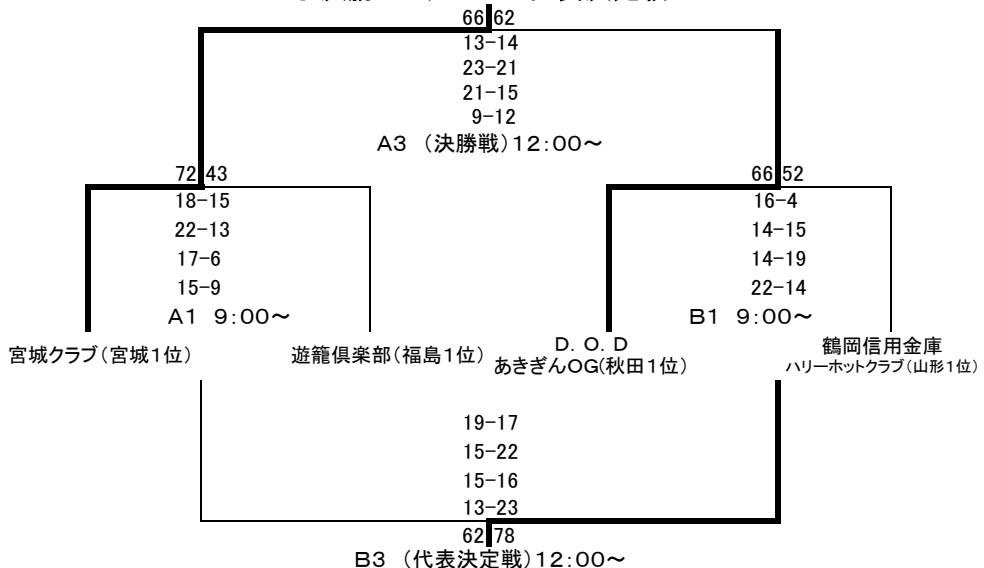 66 62
13-14
23-21
21-15
9-12
A3 (決勝戦)12:00~
72 43
18-15
22-13
17-6
15-9
A1 9:00~
66 52
16-4
14-15
14-19
22-14
B1 9:00~
宮城クラブ(宮城1位)
遊籠倶楽部(福島1位)
D.O.D
あきぎんOG(秋田1位)
鶴岡信用金庫
ハリーホットクラブ(山形1位)
19-17
15-22
15-16
13-23
62 78
B3 (代表決定戦)12:00~